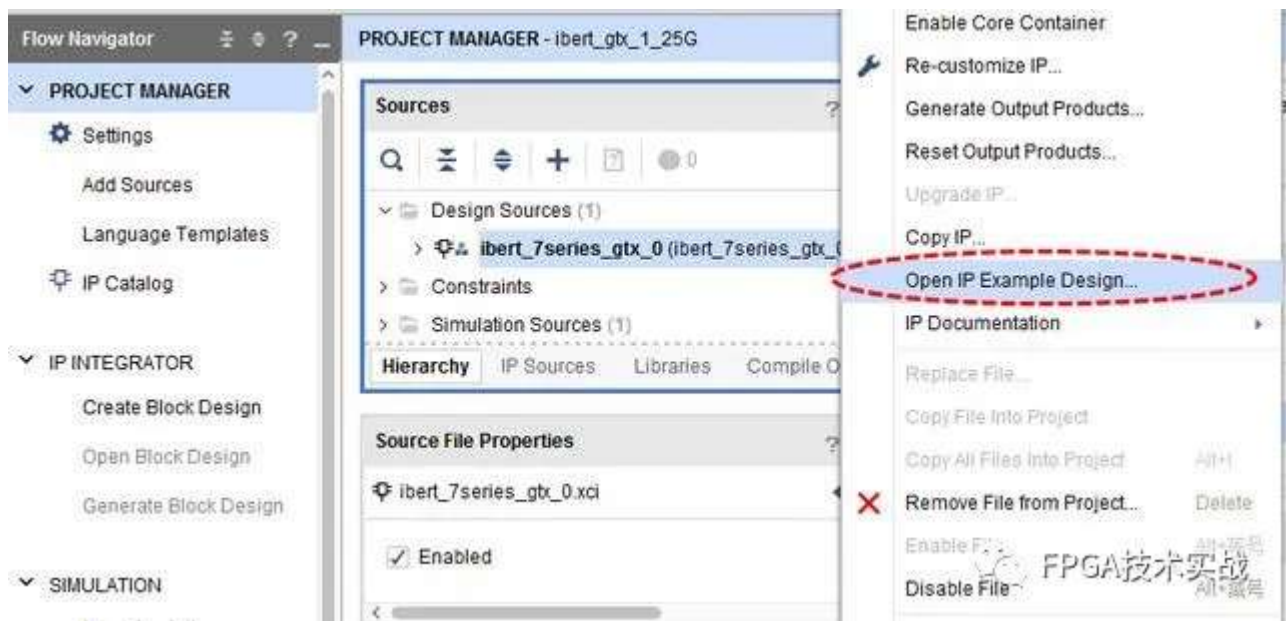 Flow Navigator
PROJECT MANAGER
Settings
Add Sources
Language Templates
IP Catalog
IP INTEGRATOR
Create Block Design
Open Block Design
Generate Block Design
SIMULATION
PROJECT MANAGER - ibert_gtx_1_25G
Sources
0
Design Sources (1)
ibert_7series_gtx_0 (ibert_7series_gtx_
Constraints
Simulation Sources (1)
Hierarchy IP Sources Libraries Compile O
Source File Properties
ibert_7series_gtx_0.xci
Enabled
Enable Core Container
Re-customize IP...
Generate Output Products...
Reset Output Products...
Upgrade IP...
Copy IP...
Open IP Example Design...
IP Documentation
Replace File...
Copy File Into Project
Copy All Files Into Project Alt+I
Remove File from Project... Delete
Enable
Disable File
FPGA技术实战